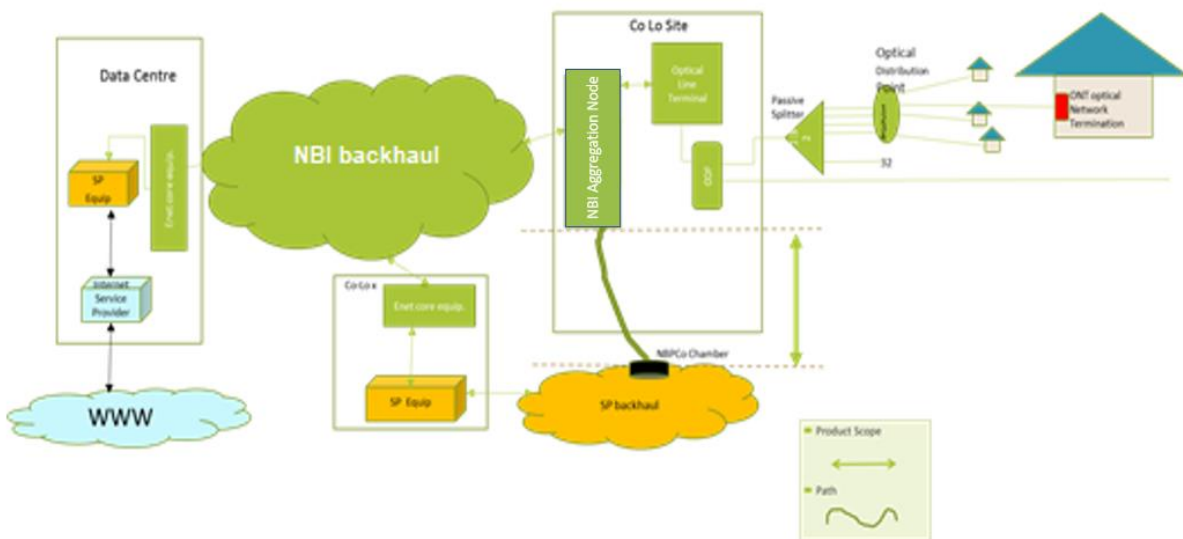 Data Centre
SP
Equip
Enet core equip.
Internet
Service
Provider
WWW
NBI backhaul
Co-Lo x
Enet core equip.
SP Equip
Co Lo Site
NBI Aggregation Node
Optical
Line
Terminal
ODP
NBPCo Chamber
SP backhaul
Passive
Splitter
2
32
Optical
Distribution
Point
ONT optical
Network
Termination
Product Scope
Path